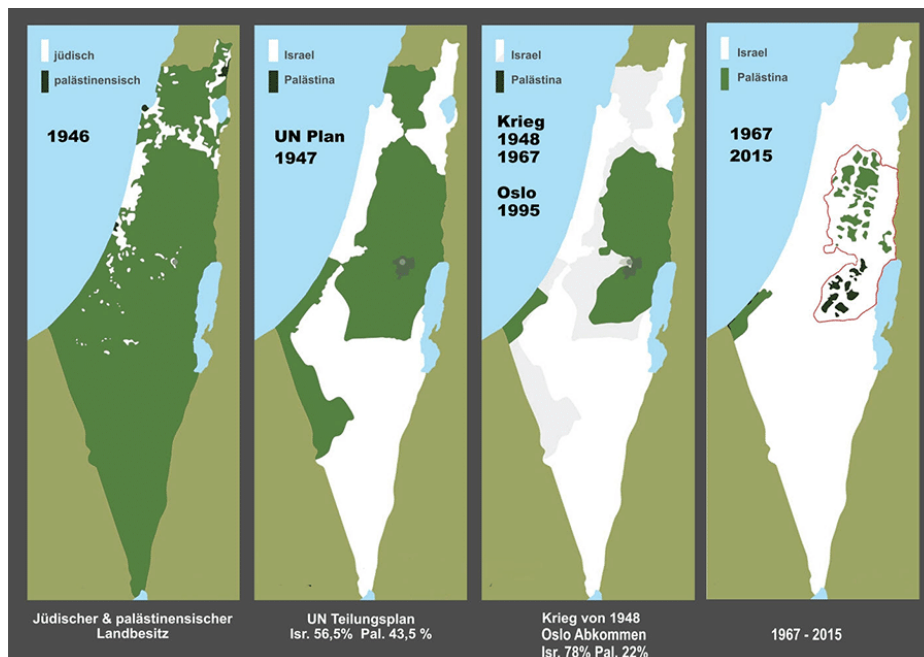 jüdisch
palästinensisch
1946
Jüdischer & palästinensischer
Landbesitz
Israel
Palästina
UN Plan
1947
UN Teilungsplan
Isr. 56,5% Pal. 43,5 %
Israel
Palästina
Krieg
1948
1967
Oslo
1995
Krieg von 1948
Oslo Abkommen
Isr. 78% Pal. 22%
Israel
Palästina
1967
2015
1967 - 2015